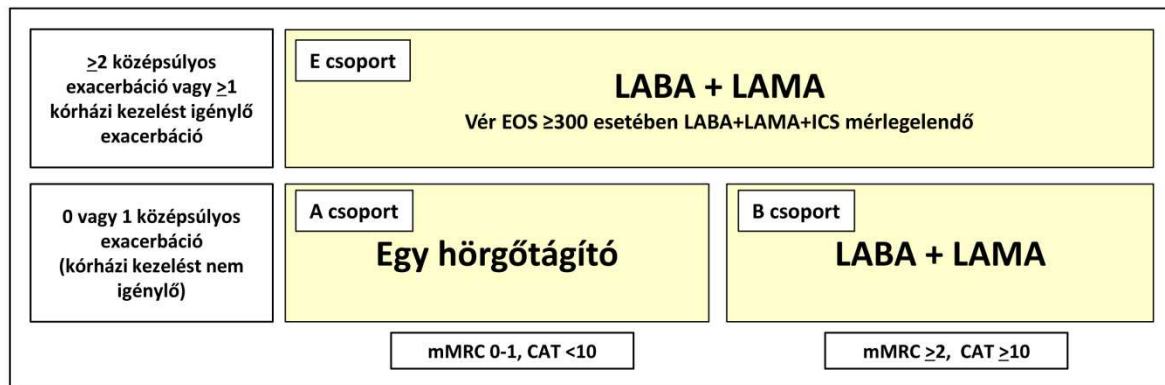 ≥2 középsúlyos
exacerbáció vagy ≥1
kórházi kezelést igénylő
exacerbáció
E csoport
LABA + LAMA
Vér EOS ≥300 esetében LABA+LAMA+ICS mérlegelendő
0 vagy 1 középsúlyos
exacerbáció
(kórházi kezelést nem
igénylő)
A csoport
Egy hörgőtágító
B csoport
LABA + LAMA
mMRC 0-1, CAT <10
mMRC ≥2, CAT ≥10